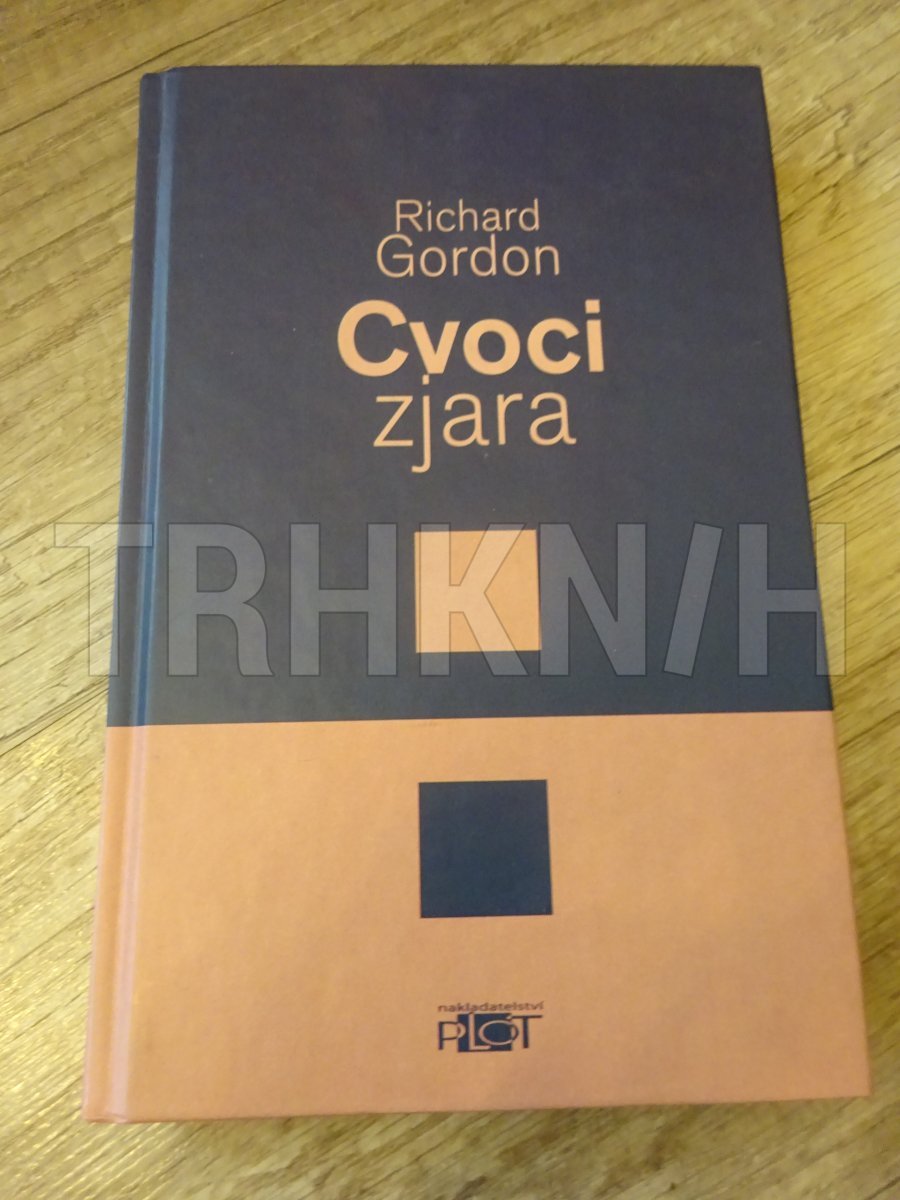 Richard
Gordon
Cvoci
zjara
TRHKNIH
nakladatelství
PLOT